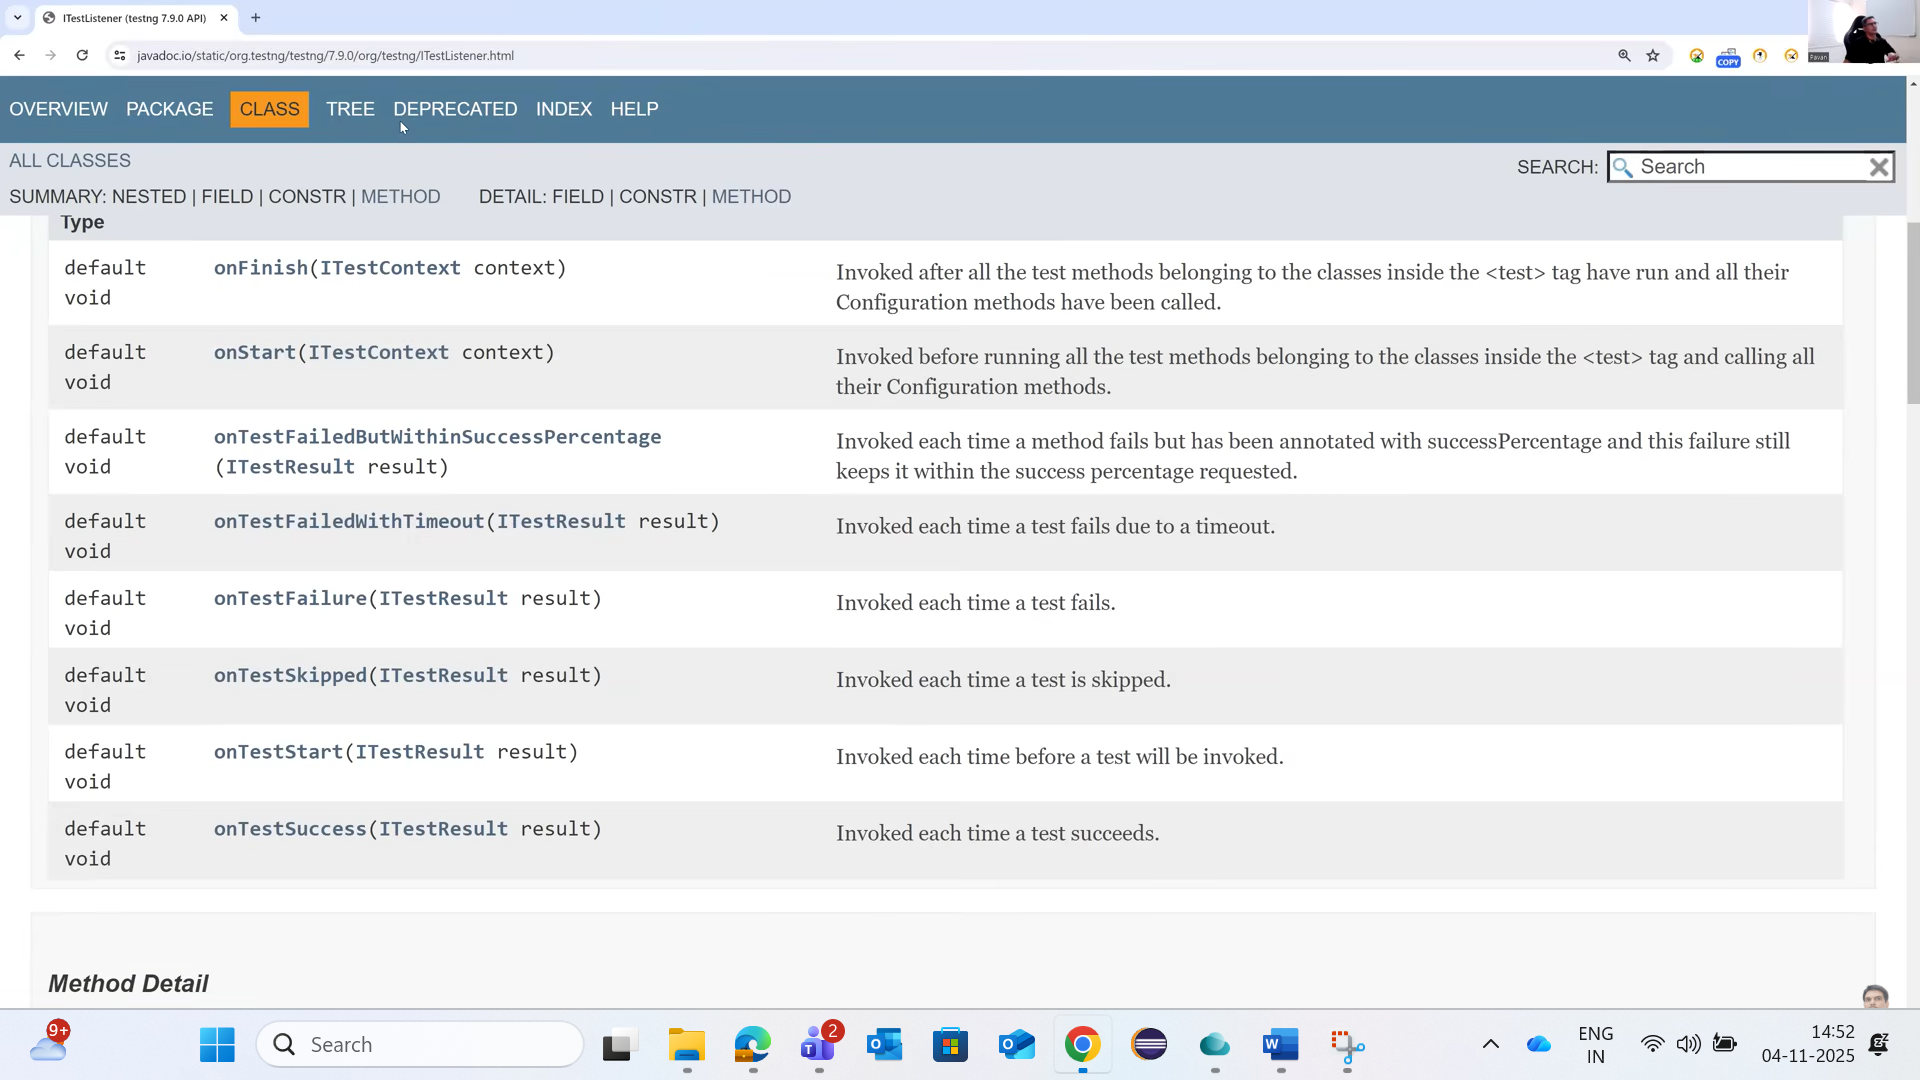 ITestListener (testng 7.9.0 API)
javadoc.io/static/org.testng/testng/7.9.0/org/testng/ITestListener.html
COPY
Pavan
OVERVIEW PACKAGE CLASS TREE DEPRECATED INDEX HELP
ALL CLASSES
SEARCH: Search
SUMMARY: NESTED | FIELD | CONSTR | METHOD DETAIL: FIELD | CONSTR | METHOD
Type
default void onFinish(ITestContext context) Invoked after all the test methods belonging to the classes inside the <test> tag have run and all their
Configuration methods have been called.
default void onStart(ITestContext context) Invoked before running all the test methods belonging to the classes inside the <test> tag and calling all
their Configuration methods.
default void onTestFailedButWithinSuccessPercentage
(ITestResult result) Invoked each time a method fails but has been annotated with successPercentage and this failure still
keeps it within the success percentage requested.
default void onTestFailedWithTimeout(ITestResult result) Invoked each time a test fails due to a timeout.
default void onTestFailure(ITestResult result) Invoked each time a test fails.
default void onTestSkipped(ITestResult result) Invoked each time a test is skipped.
default void onTestStart(ITestResult result) Invoked each time before a test will be invoked.
default void onTestSuccess(ITestResult result) Invoked each time a test succeeds.
Method Detail
9+
Search
2
ENG
IN
14:52
04-11-2025